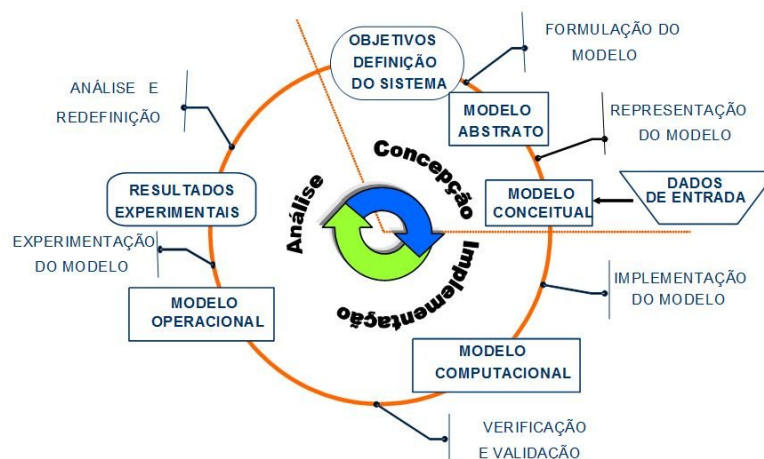 OBJETIVOS
DEFINIÇÃO
DO SISTEMA
FORMULAÇÃO DO
MODELO
MODELO
ABSTRATO
REPRESENTAÇÃO
DO MODELO
MODELO
CONCEITUAL
DADOS
DE ENTRADA
IMPLEMENTAÇÃO
DO MODELO
MODELO
COMPUTACIONAL
VERIFICAÇÃO
E VALIDAÇÃO
MODELO
OPERACIONAL
EXPERIMENTAÇÃO
DO MODELO
RESULTADOS
EXPERIMENTAIS
ANÁLISE E
REDEFINIÇÃO
Concepção
Implementação
Análise